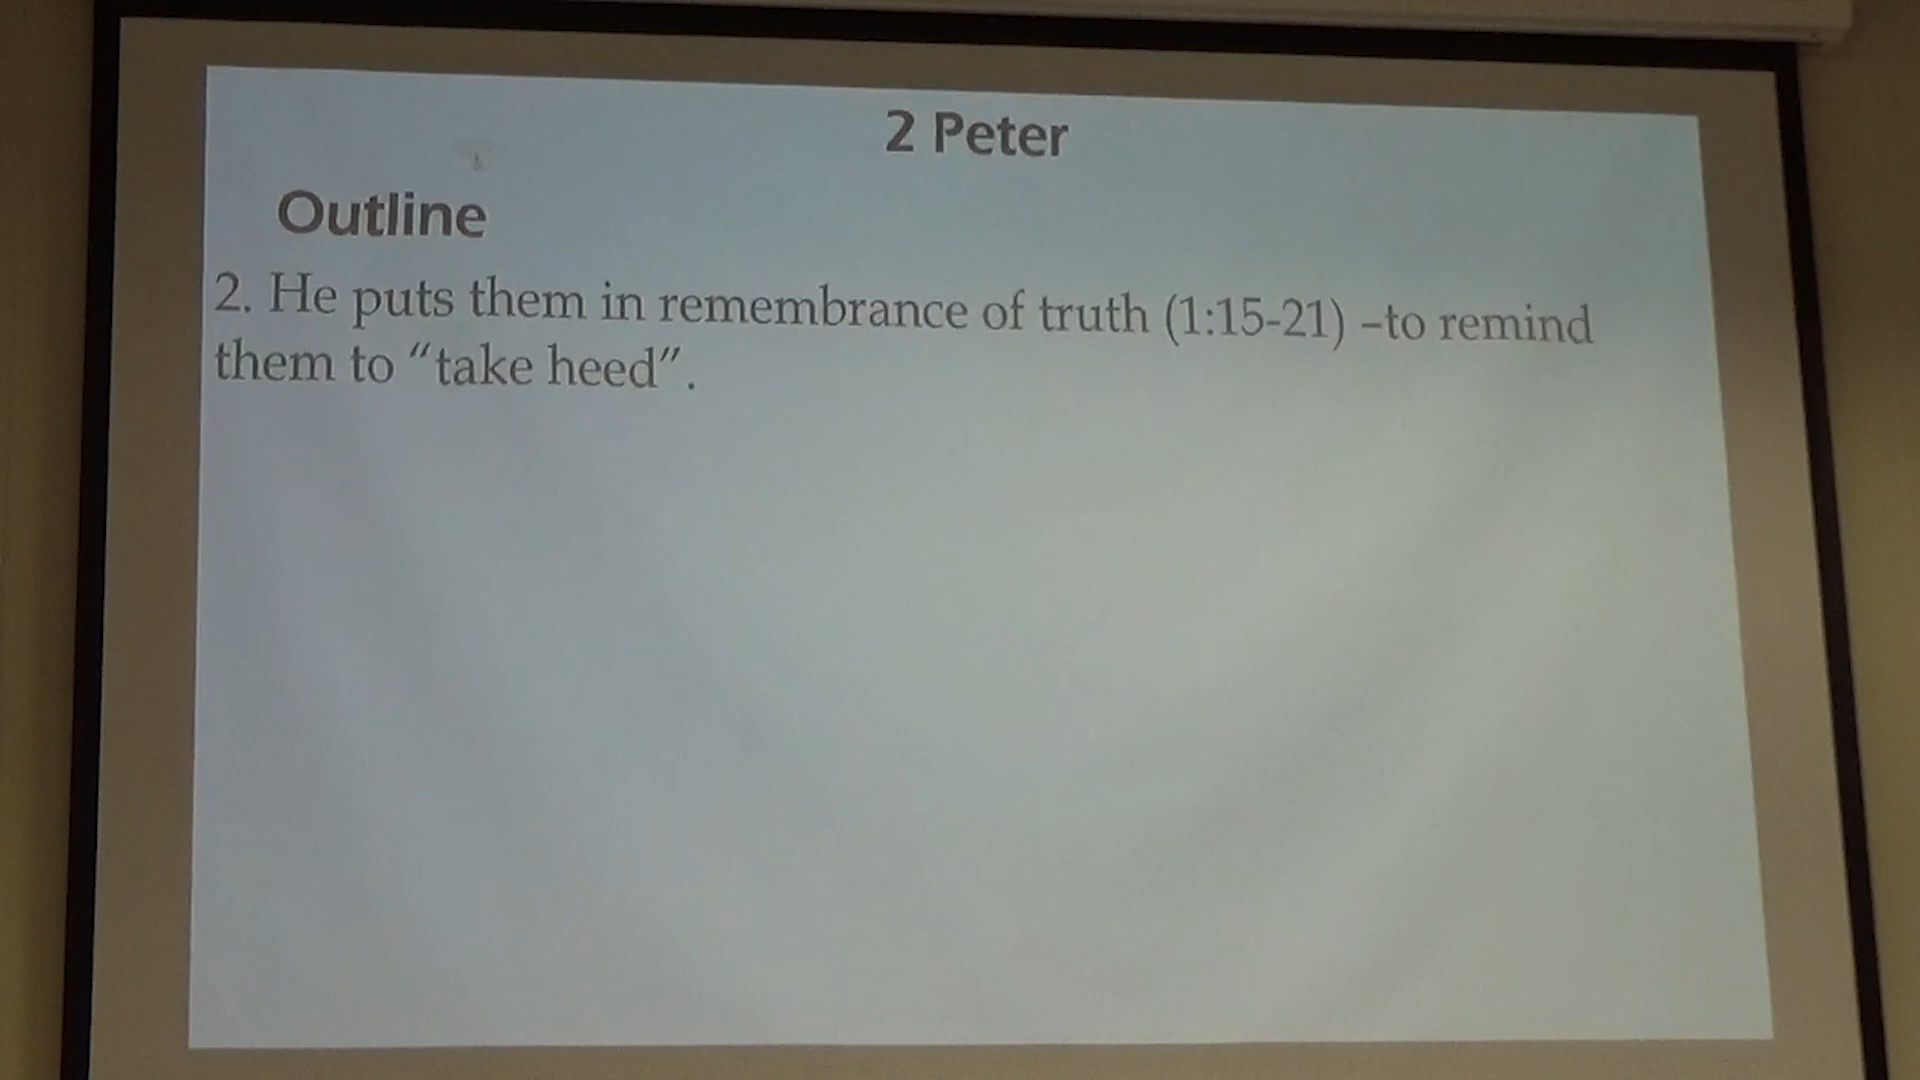 2 Peter
Outline
2. He puts them in remembrance of truth (1:15-21) –to remind
them to “take heed”.